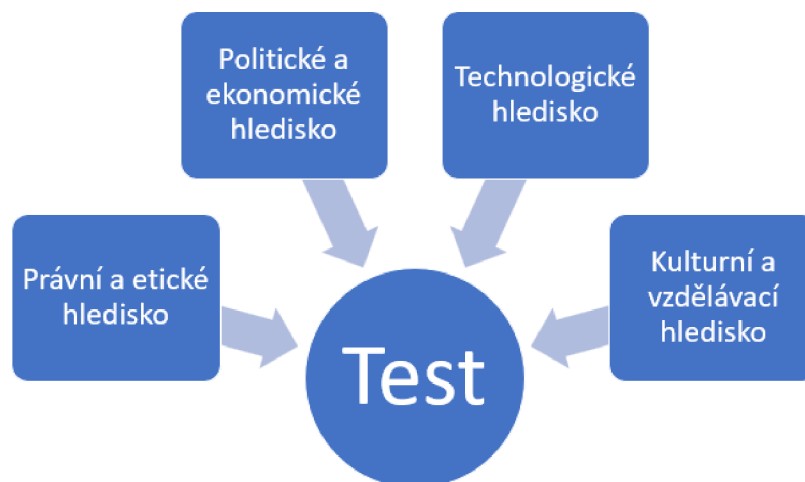 Politické a
ekonomické
hledisko
Technologické
hledisko
Právní a etické
hledisko
Kulturní a
vzdělávací
hledisko
Test